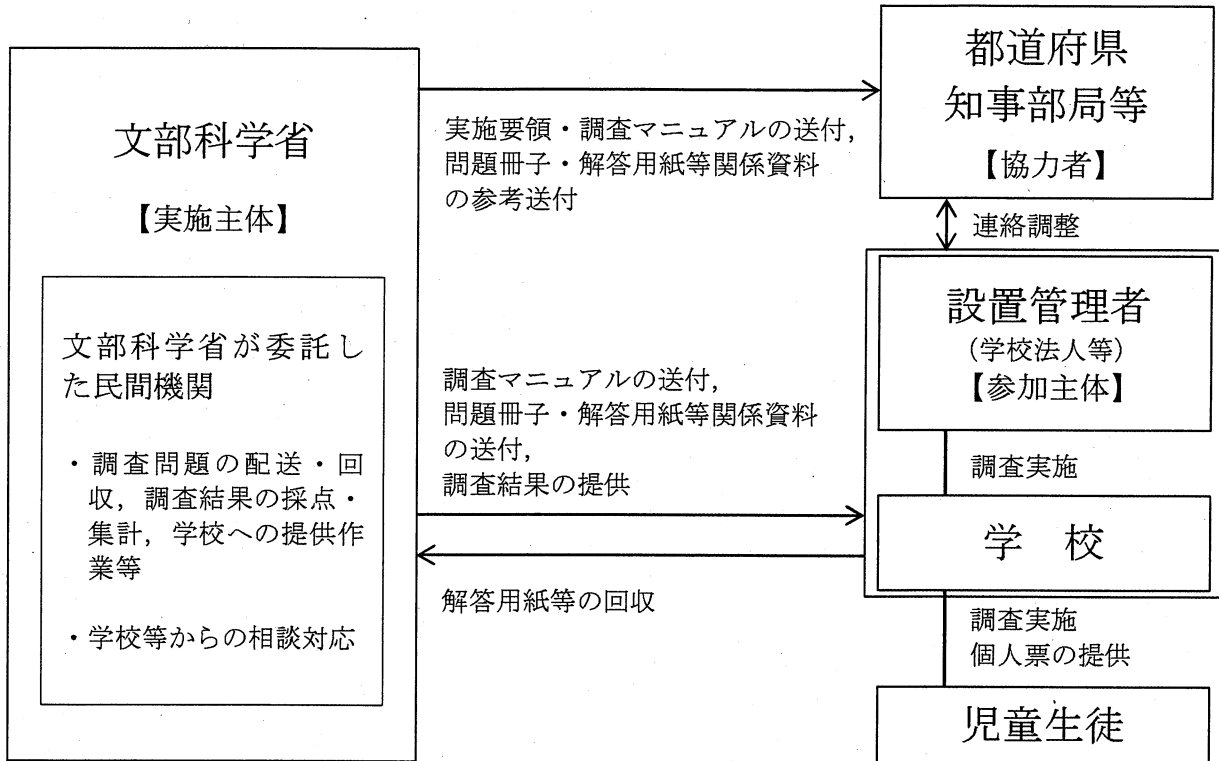 文部科学省
【実施主体】
文部科学省が委託し
た民間機関
・調査問題の配送・回
収，調査結果の採点・
集計，学校への提供作
業等
・学校等からの相談対応
実施要領・調査マニュアルの送付，
問題冊子・解答用紙等関係資料
の参考送付
調査マニュアルの送付，
問題冊子・解答用紙等関係資料
の送付，
調査結果の提供
解答用紙等の回収
都道府県
知事部局等
【協力者】
連絡調整
設置管理者
（学校法人等）
【参加主体】
調査実施
学　校
調査実施
個人票の提供
児童生徒